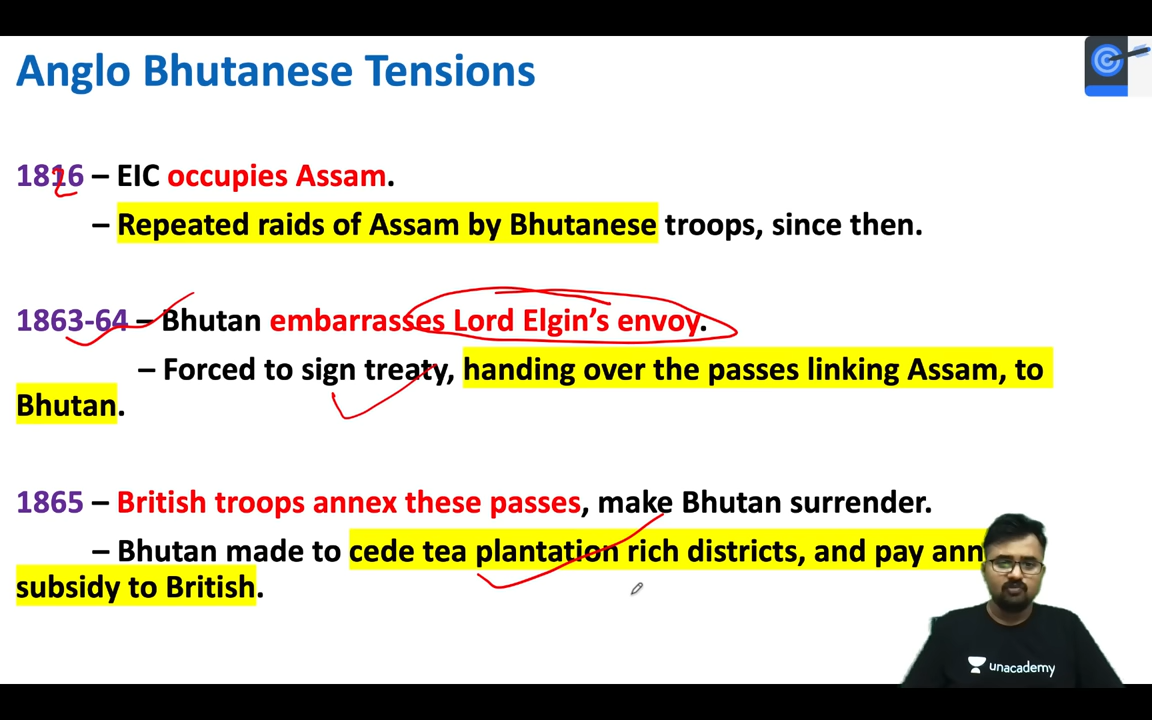 Anglo Bhutanese Tensions
1816 – EIC occupies Assam.
2
– Repeated raids of Assam by Bhutanese troops, since then.
1863-64 – Bhutan embarrasses Lord Elgin’s envoy.
– Forced to sign treaty, handing over the passes linking Assam, to
Bhutan.
1865 – British troops annex these passes, make Bhutan surrender.
– Bhutan made to cede tea plantation rich districts, and pay ann
subsidy to British.
unacademy